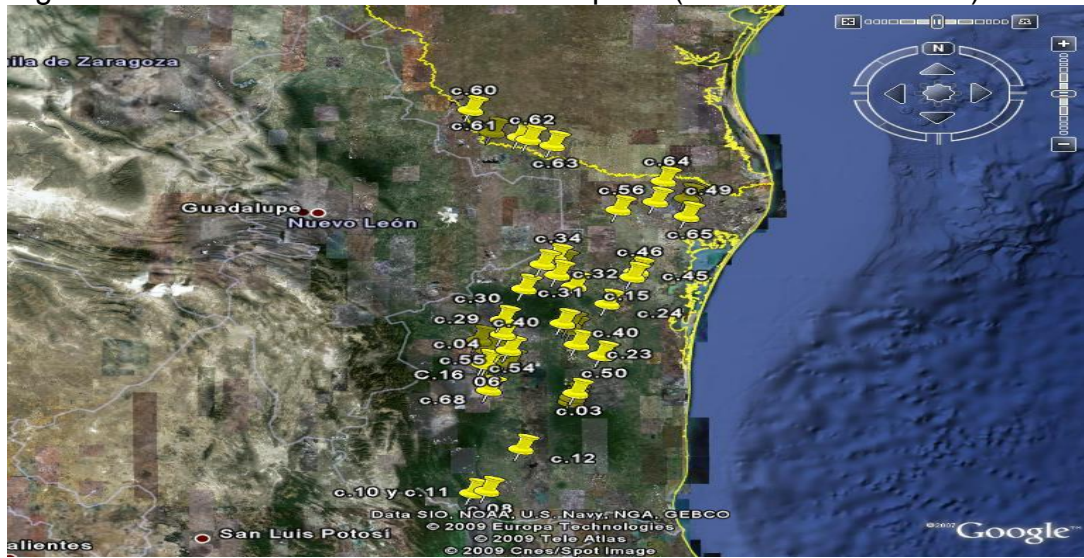 ila de Zaragoza
N
c.60
c.61
c.62
c.63
c.64
c.56
c.49
Guadalupe
Nuevo León
c.65
c.34
c.46
c.32
c.45
c.31
c.15
c.30
c.24
c.29
c.40
c.40
c.04
c.23
c.55
c.54
C.16
06
c.50
c.68
c.03
c.12
c.10 y c.11
08
Data SIO, NOAA, U.S. Navy, NGA, GEBCO
© 2009 Europa Technologies
San Luis Potosí
© 2009 Tele Atlas
alientes
© 2009 Cnes/Spot Image
©2007 Google